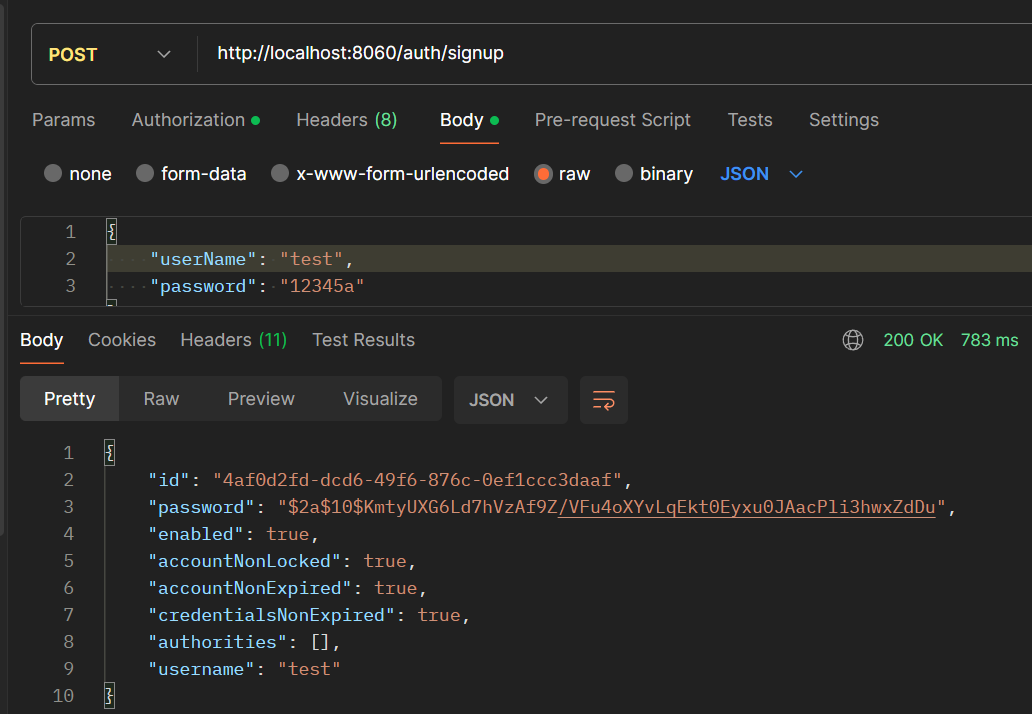 POST http://localhost:8060/auth/signup
Params Authorization Headers (8) Body Pre-request Script Tests Settings
none form-data x-www-form-urlencoded raw binary JSON
1 {
2 "userName": "test",
3 "password": "12345a"
Body Cookies Headers (11) Test Results 200 OK 783 ms
Pretty Raw Preview Visualize JSON
1 {
2 "id": "4af0d2fd-dcd6-49f6-876c-0ef1ccc3daaf",
3 "password": "$2a$10$KmtyUXG6Ld7hVzAf9Z/VFu4oXYvLqEkt0Eyxu0JAacPli3hwxZdDu",
4 "enabled": true,
5 "accountNonLocked": true,
6 "accountNonExpired": true,
7 "credentialsNonExpired": true,
8 "authorities": [],
9 "username": "test"
10 }